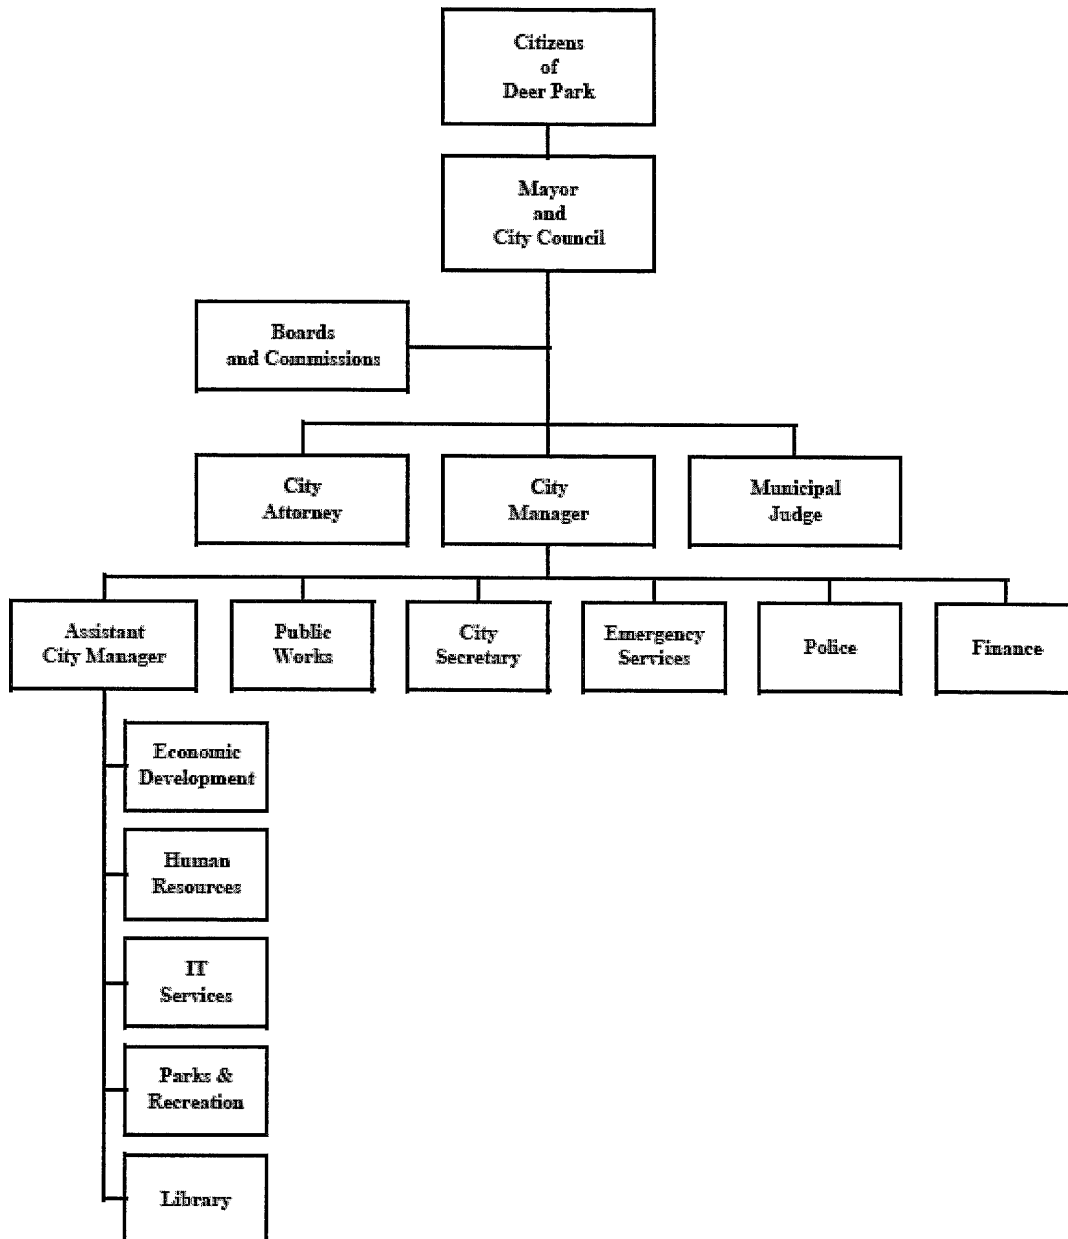 Citizens
of
Deer Park
Mayor
and
City Council
Boards
and Commissions
City
Attorney
City
Manager
Municipal
Judge
Assistant
City Manager
Public
Works
City
Secretary
Emergency
Services
Police
Finance
Economic
Development
Human
Resources
IT
Services
Parks &
Recreation
Library